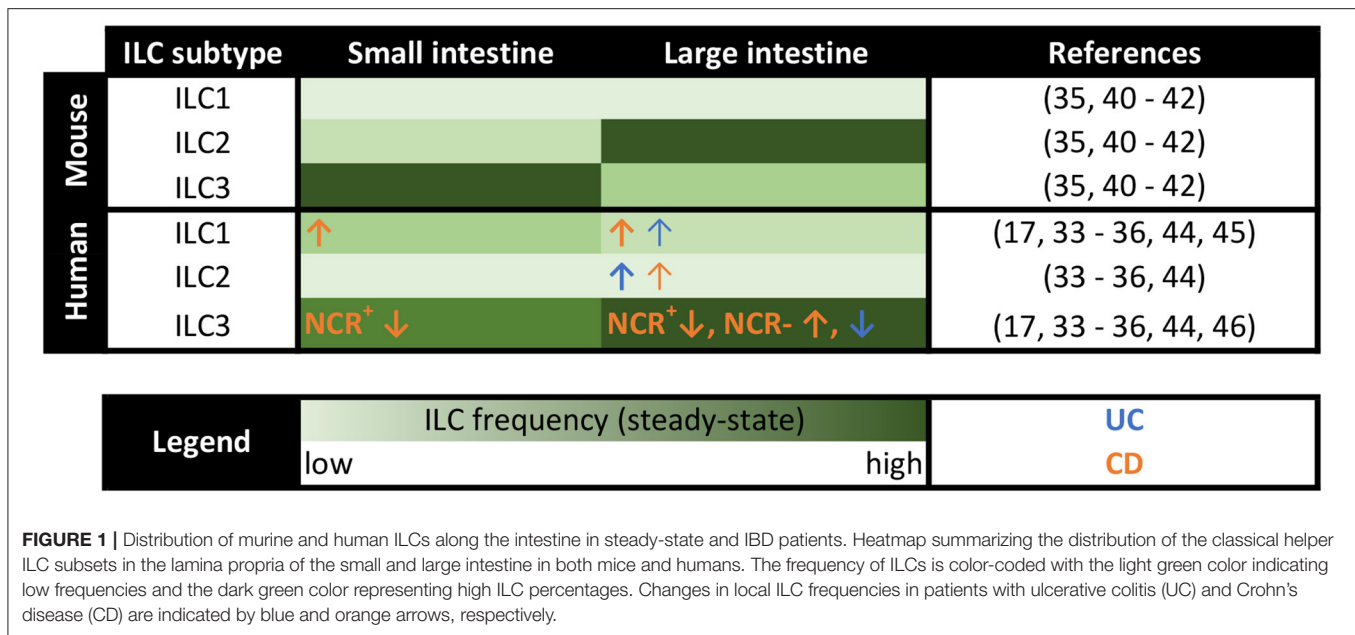 ILC subtype Small intestine Large intestine References
Mouse
ILC1 (35, 40 - 42)
ILC2 (35, 40 - 42)
ILC3 (35, 40 - 42)
Human
ILC1 ↑ ↑ ↑ (17, 33 - 36, 44, 45)
ILC2 ↑ ↑ (33 - 36, 44)
ILC3 NCR⁺ ↓ NCR⁺ ↓, NCR- ↑, ↓ (17, 33 - 36, 44, 46)
Legend
ILC frequency (steady-state) UC
low high CD
FIGURE 1 | Distribution of murine and human ILCs along the intestine in steady-state and IBD patients. Heatmap summarizing the distribution of the classical helper
ILC subsets in the lamina propria of the small and large intestine in both mice and humans. The frequency of ILCs is color-coded with the light green color indicating
low frequencies and the dark green color representing high ILC percentages. Changes in local ILC frequencies in patients with ulcerative colitis (UC) and Crohn's
disease (CD) are indicated by blue and orange arrows, respectively.